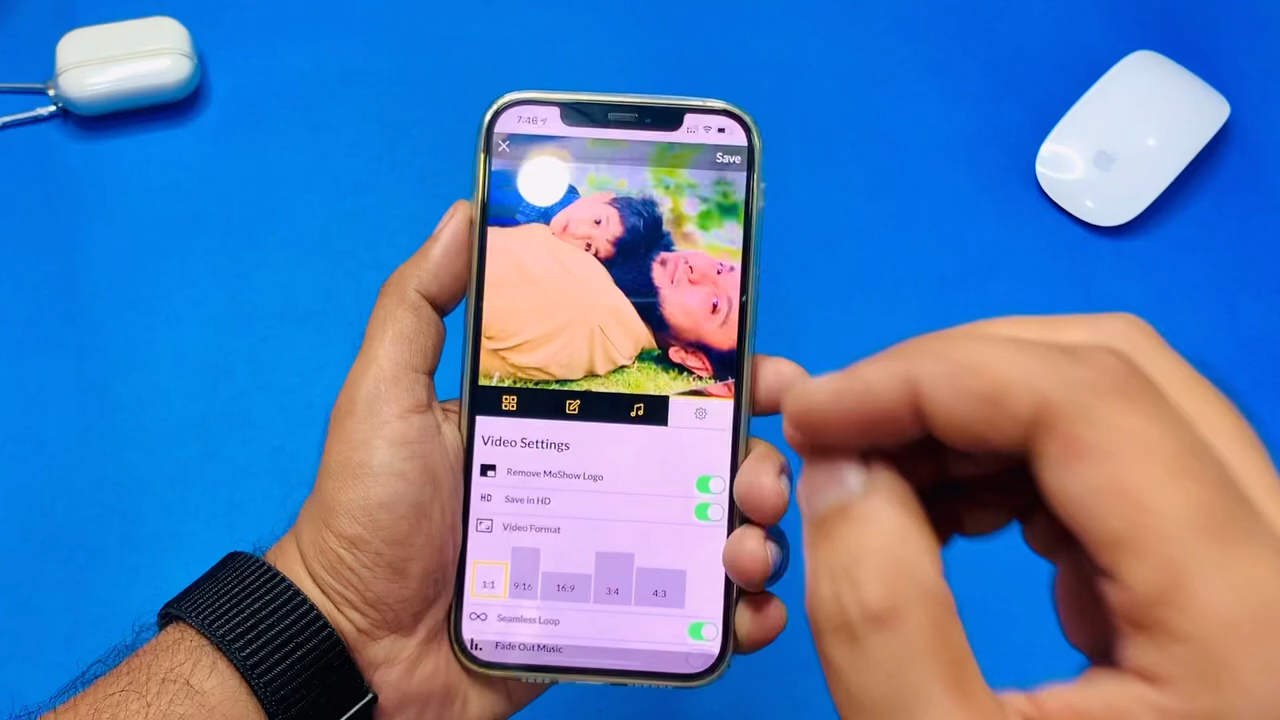 7:46
Save
Video Settings
Remove MoShow Logo
HD Save in HD
Video Format
1:1 9:16 16:9 3:4 4:3
Seamless Loop
Fade Out Music